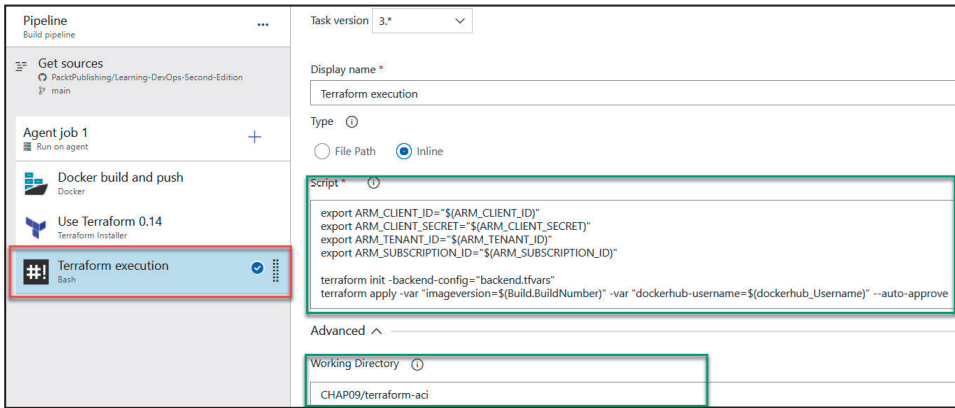 Pipeline
Build pipeline
...
Get sources
PacktPublishing/Learning-DevOps-Second-Edition
main
Agent job 1
Run on agent
+
Docker build and push
Docker
Use Terraform 0.14
Terraform Installer
#!
Terraform execution
Bash
Task version 3.*
Display name *
Terraform execution
Type
File Path
Inline
Script *
export ARM_CLIENT_ID="$(ARM_CLIENT_ID)"
export ARM_CLIENT_SECRET="$(ARM_CLIENT_SECRET)"
export ARM_TENANT_ID="$(ARM_TENANT_ID)"
export ARM_SUBSCRIPTION_ID="$(ARM_SUBSCRIPTION_ID)"
terraform init -backend-config="backend.tfvars"
terraform apply -var "imageversion=$(Build.BuildNumber)" -var "dockerhub-username=$(dockerhub_Username)" --auto-approve
Advanced
Working Directory
CHAP09/terraform-aci